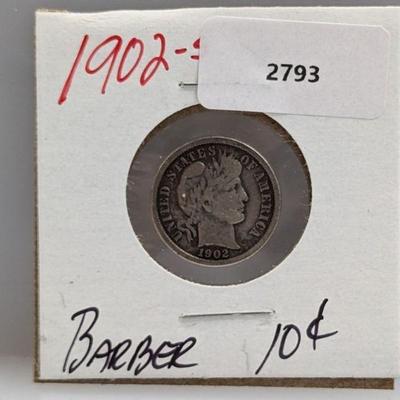 1902-S
2793
UNITED STATES OF AMERICA
1902
BARBER 10¢